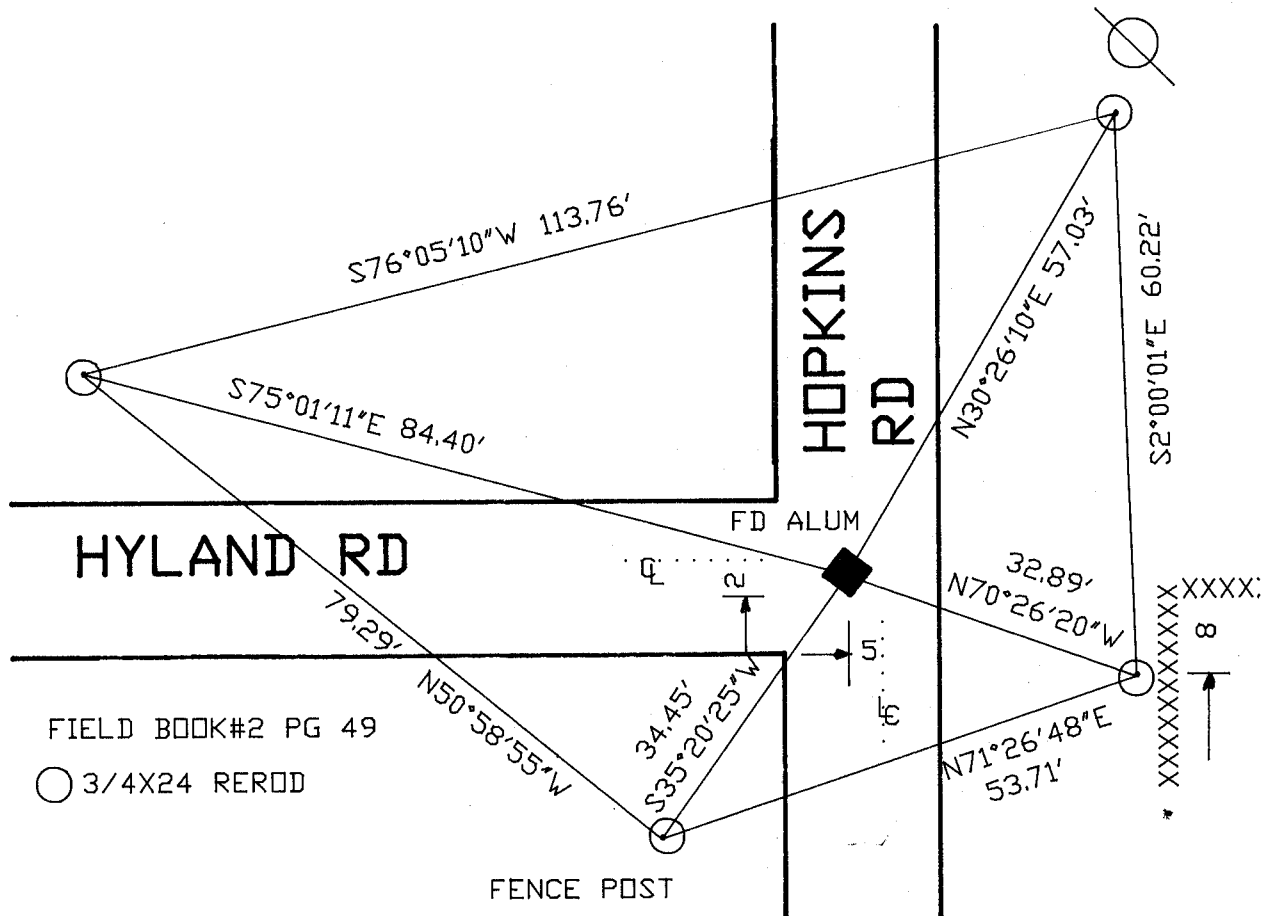 S76°05'10"W 113.76'
HOPKINS
RD
N30°26'10"E 57.03'
S2°00'01"E 60.22'
S75°01'11"E 84.40'
FD ALUM
HYLAND RD
CL
2
32.89'
N70°26'20"W
XXXX
XXXXXXXXXXX
8
5
CL
79.29'
N50°58'55"W
34.45'
S35°20'25"W
N71°26'48"E
53.71'
FIELD BOOK#2 PG 49
3/4X24 REROD
FENCE POST